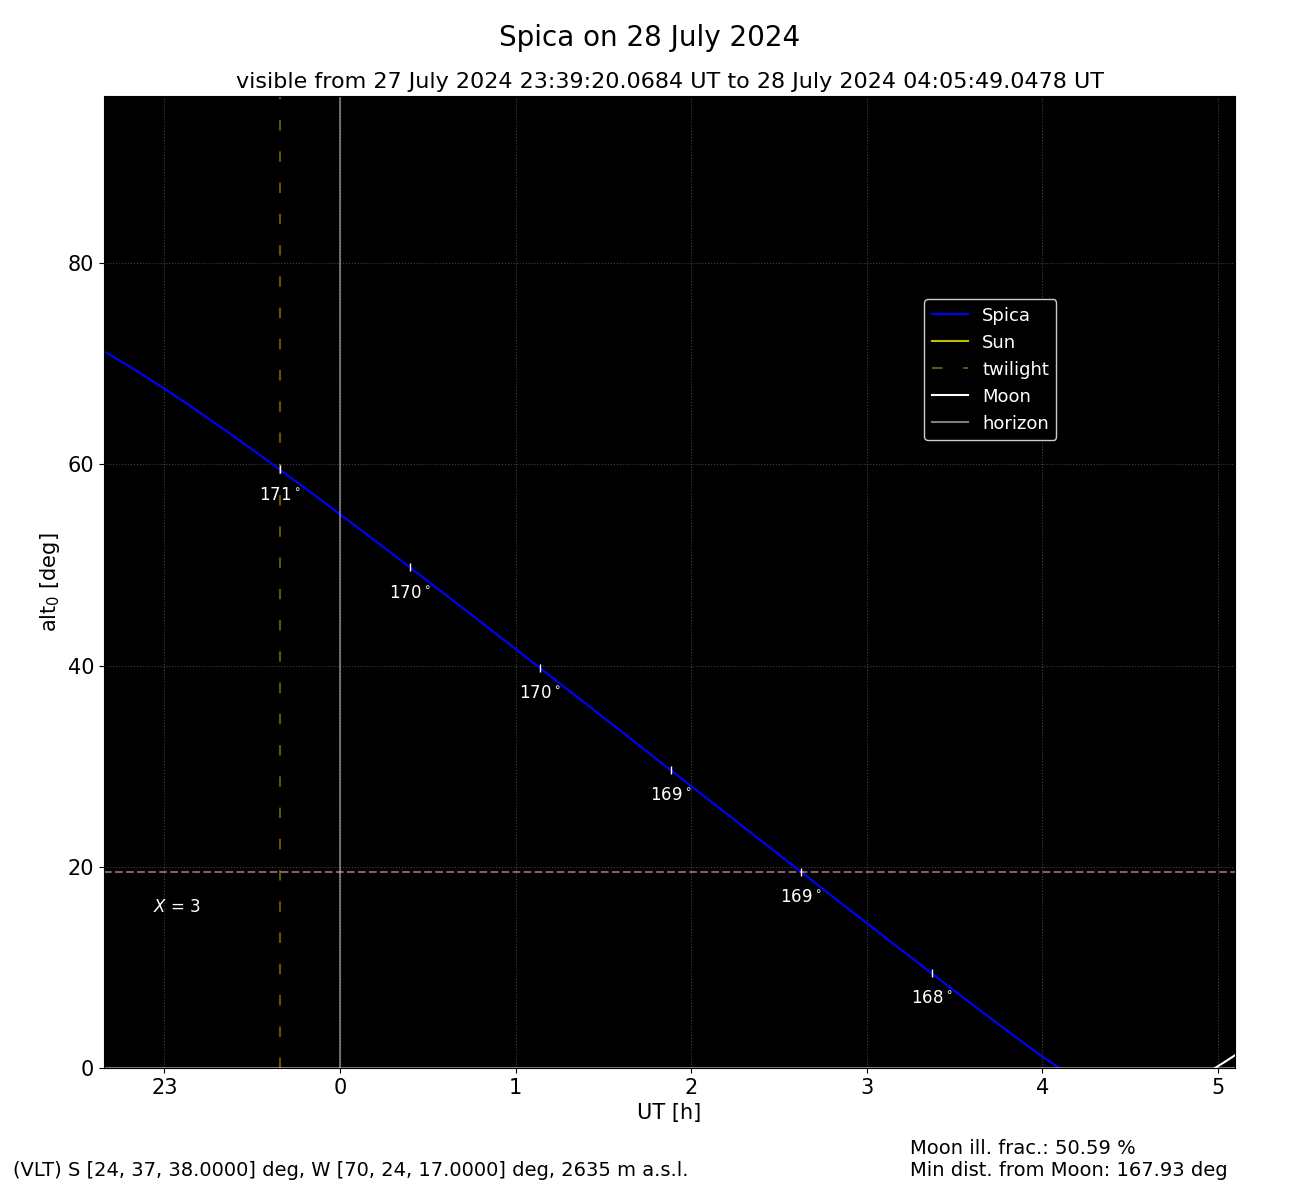 Spica on 28 July 2024
visible from 27 July 2024 23:39:20.0684 UT to 28 July 2024 04:05:49.0478 UT
80
60
40
20
0
alt₀ [deg]
Spica
Sun
twilight
Moon
horizon
171°
170°
170°
169°
169°
168°
X = 3
23 0 1 2 3 4 5
UT [h]
Moon ill. frac.: 50.59 %
(VLT) S [24, 37, 38.0000] deg, W [70, 24, 17.0000] deg, 2635 m a.s.l.
Min dist. from Moon: 167.93 deg